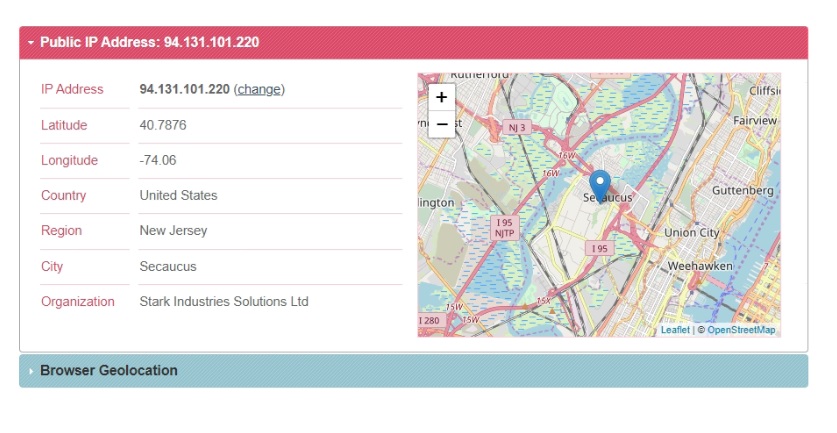 Public IP Address: 94.131.101.220
IP Address 94.131.101.220 (change)
Latitude 40.7876
Longitude -74.06
Country United States
Region New Jersey
City Secaucus
Organization Stark Industries Solutions Ltd
+
−
Rutherford
Cliffsi
NJ 3
Fairview
16W
16W
Secaucus
Guttenberg
lington
I 95
NJTP
Union City
I 95
Weehawken
15X
15W
I 280
15W
Leaflet | © OpenStreetMap
Browser Geolocation